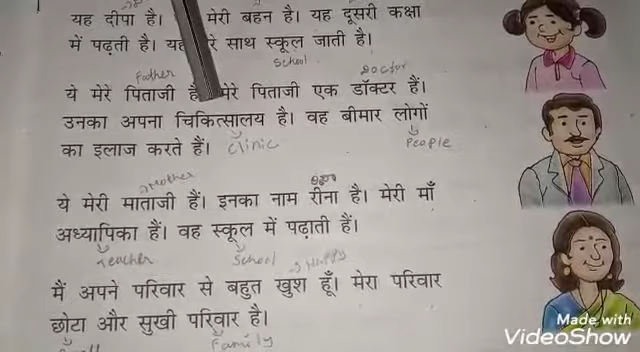 यह दीपा है। मेरी बहन है। यह दूसरी कक्षा
में पढ़ती है। यह रे साथ स्कूल जाती है।
School
Father
Doctor
ये मेरे पिताजी हैं मेरे पिताजी एक डॉक्टर हैं।
उनका अपना चिकित्सालय है। वह बीमार लोगों
का इलाज करते हैं।
Clinic
People
Mother
ये मेरी माताजी हैं। इनका नाम रीना है। मेरी माँ
अध्यापिका हैं। वह स्कूल में पढ़ाती हैं।
Teacher
School
Happy
मैं अपने परिवार से बहुत खुश हूँ। मेरा परिवार
छोटा और सुखी परिवार है।
Family
Made with
VideoShow